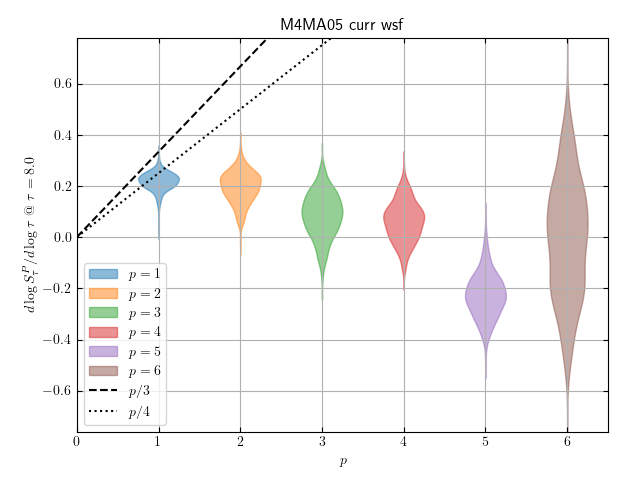 M4MA05 curr wsf
d log S_τ^P / d log τ @ τ = 8.0
0.6
0.4
0.2
0.0
−0.2
−0.4
−0.6
p = 1
p = 2
p = 3
p = 4
p = 5
p = 6
p/3
p/4
0 1 2 3 4 5 6
p